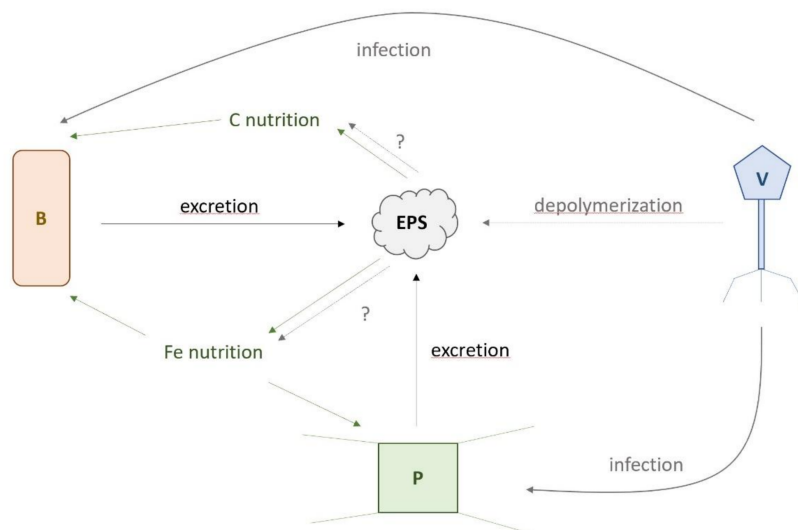 infection
C nutrition
?
V
B
excretion
EPS
depolymerization
?
Fe nutrition
excretion
P
infection